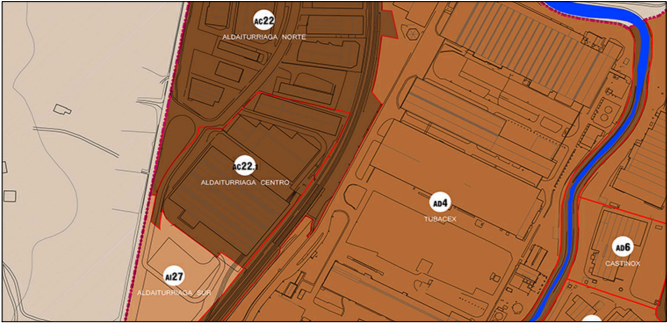 AC22
ALDAITURRIAGA NORTE
AC22.1
ALDAITURRIAGA CENTRO
AD4
TUBACEX
AD6
CASTINOX
AI27
ALDAITURRIAGA SUR